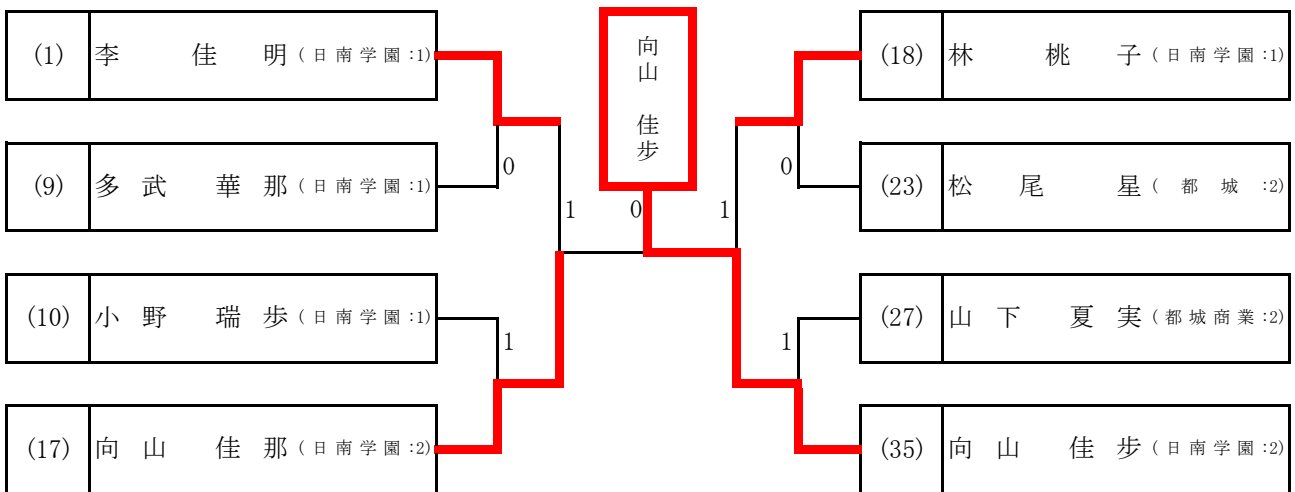 (1) 李 佳 明 (日南学園:1)
(9) 多 武 華 那 (日南学園:1)
(10) 小 野 瑞 歩 (日南学園:1)
(17) 向 山 佳 那 (日南学園:2)
0
1
1
向山 佳歩
0
(18) 林 桃 子 (日南学園:1)
(23) 松 尾 星 (都城:2)
(27) 山 下 夏 実 (都城商業:2)
(35) 向 山 佳 歩 (日南学園:2)
0
1
1